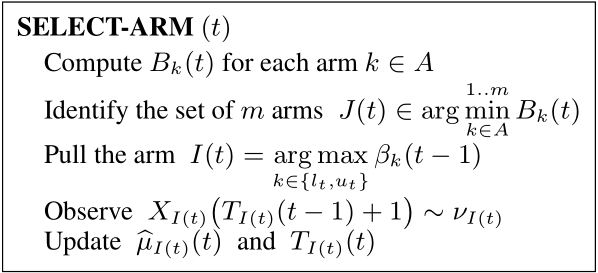 SELECT-ARM (t)
Compute B_k(t) for each arm k ∈ A
Identify the set of m arms J(t) ∈ arg min^{1..m}_{k∈A} B_k(t)
Pull the arm I(t) = arg max_{k∈{l_t,u_t}} β_k(t − 1)
Observe X_{I(t)}(T_{I(t)}(t − 1) + 1) ∼ ν_{I(t)}
Update μ̂_{I(t)}(t) and T_{I(t)}(t)